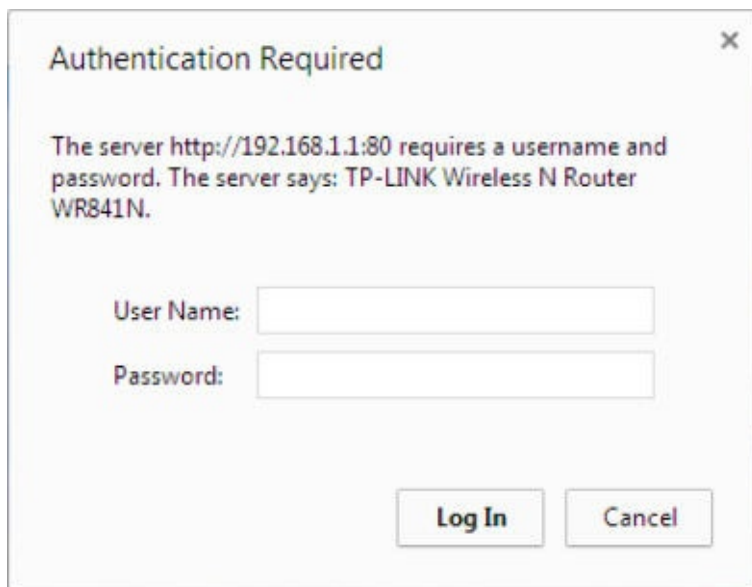 Authentication Required
The server http://192.168.1.1:80 requires a username and
password. The server says: TP-LINK Wireless N Router
WR841N.
User Name:
Password:
Log In Cancel